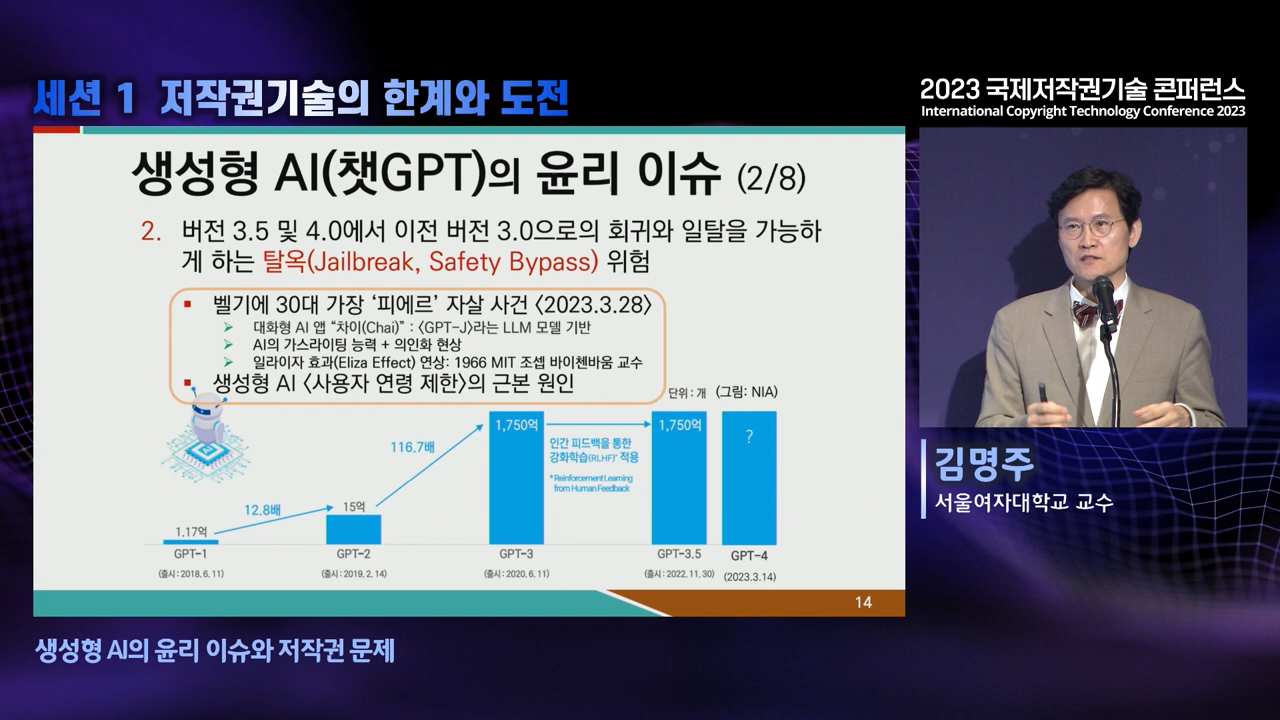 세션 1 저작권기술의 한계와 도전
2023 국제저작권기술 콘퍼런스
International Copyright Technology Conference 2023
생성형 AI(챗GPT)의 윤리 이슈 (2/8)
2. 버전 3.5 및 4.0에서 이전 버전 3.0으로의 회귀와 일탈을 가능하
게 하는 탈옥(Jailbreak, Safety Bypass) 위험
▪ 벨기에 30대 가장 ‘피에르’ 자살 사건 <2023.3.28>
➢ 대화형 AI 앱 “차이(Chai)” : <GPT-J>라는 LLM 모델 기반
➢ AI의 가스라이팅 능력 + 의인화 현상
➢ 일라이자 효과(Eliza Effect) 연상: 1966 MIT 조셉 바이첸바움 교수
▪ 생성형 AI <사용자 연령 제한>의 근본 원인
단위 : 개 (그림: NIA)
1.17억
12.8배
15억
116.7배
1,750억
인간 피드백을 통한
강화학습(RLHF)* 적용
* Reinforcement Learning
from Human Feedback
1,750억
?
GPT-1 GPT-2 GPT-3 GPT-3.5 GPT-4
(출시 : 2018. 6. 11) (출시 : 2019. 2. 14) (출시 : 2020. 6. 11) (출시 : 2022. 11. 30) (2023.3.14)
14
김명주
서울여자대학교 교수
생성형 AI의 윤리 이슈와 저작권 문제